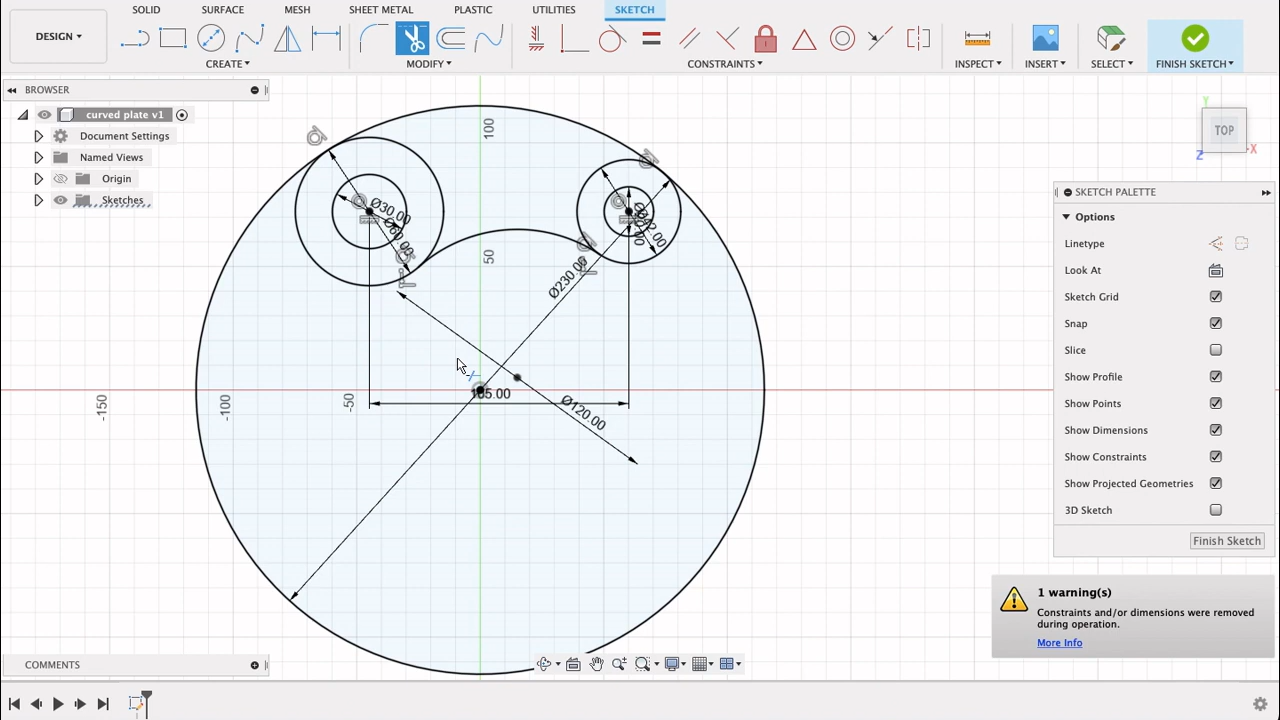 SOLID SURFACE MESH SHEET METAL PLASTIC UTILITIES SKETCH
DESIGN
CREATE MODIFY CONSTRAINTS INSPECT INSERT SELECT FINISH SKETCH
BROWSER
curved plate v1
Document Settings
Named Views
Origin
Sketches
100
50
-50
-100
-150
Ø30.00
Ø60.00
Ø230.00
Ø120.00
TOP
Y
X
Z
SKETCH PALETTE
Options
Linetype
Look At
Sketch Grid
Snap
Slice
Show Profile
Show Points
Show Dimensions
Show Constraints
Show Projected Geometries
3D Sketch
Finish Sketch
1 warning(s)
Constraints and/or dimensions were removed
during operation.
More Info
COMMENTS